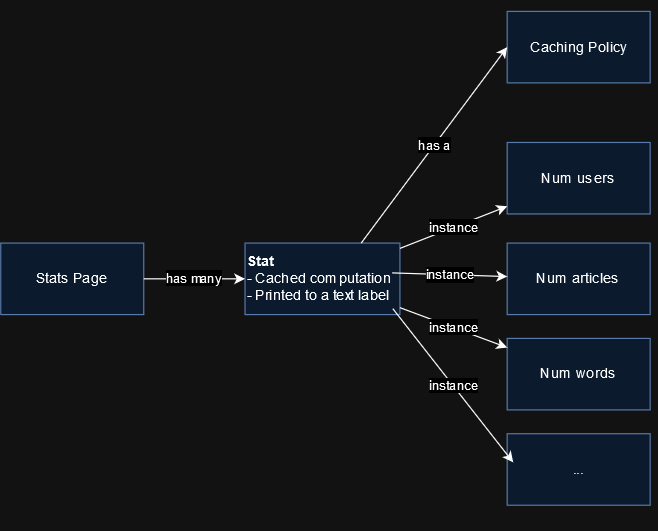 Caching Policy
has a
Num users
instance
Stats Page
has many
Stat
- Cached computation
- Printed to a text label
instance
Num articles
instance
Num words
instance
...